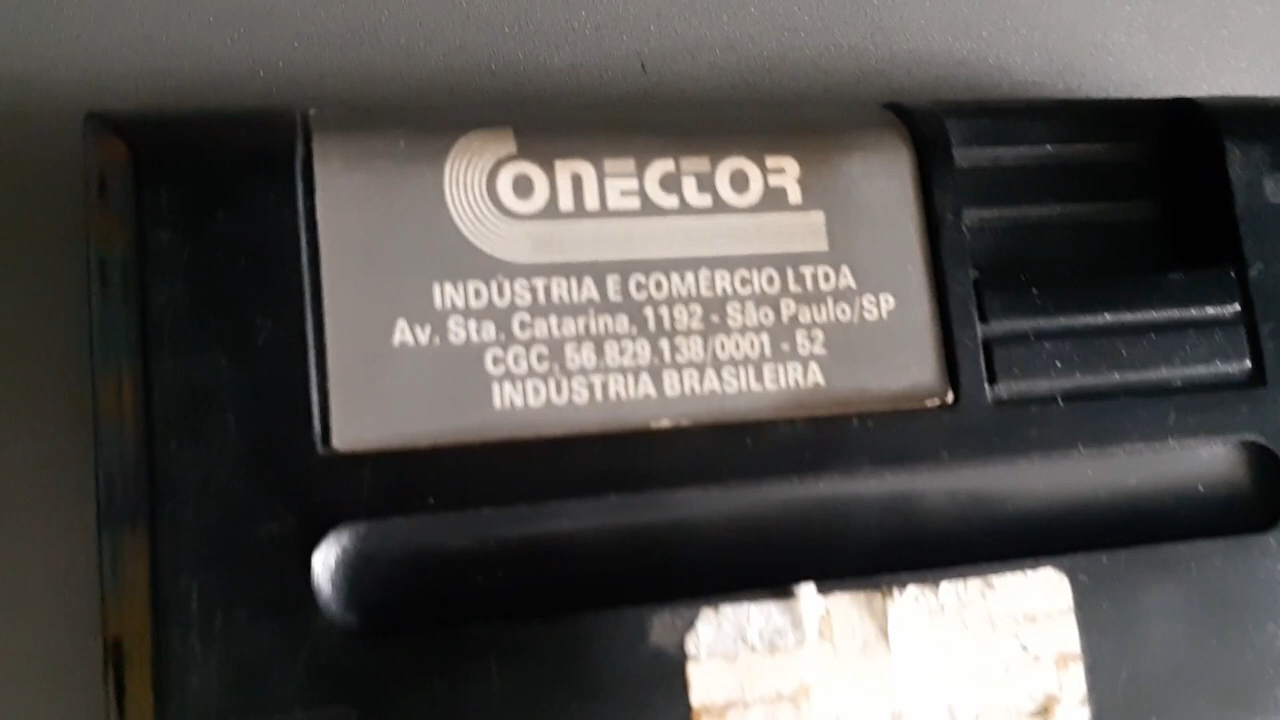 CONECTOR
INDÚSTRIA E COMÉRCIO LTDA
Av. Sta. Catarina, 1192 - São Paulo/SP
CGC. 56.829.138/0001 - 52
INDÚSTRIA BRASILEIRA